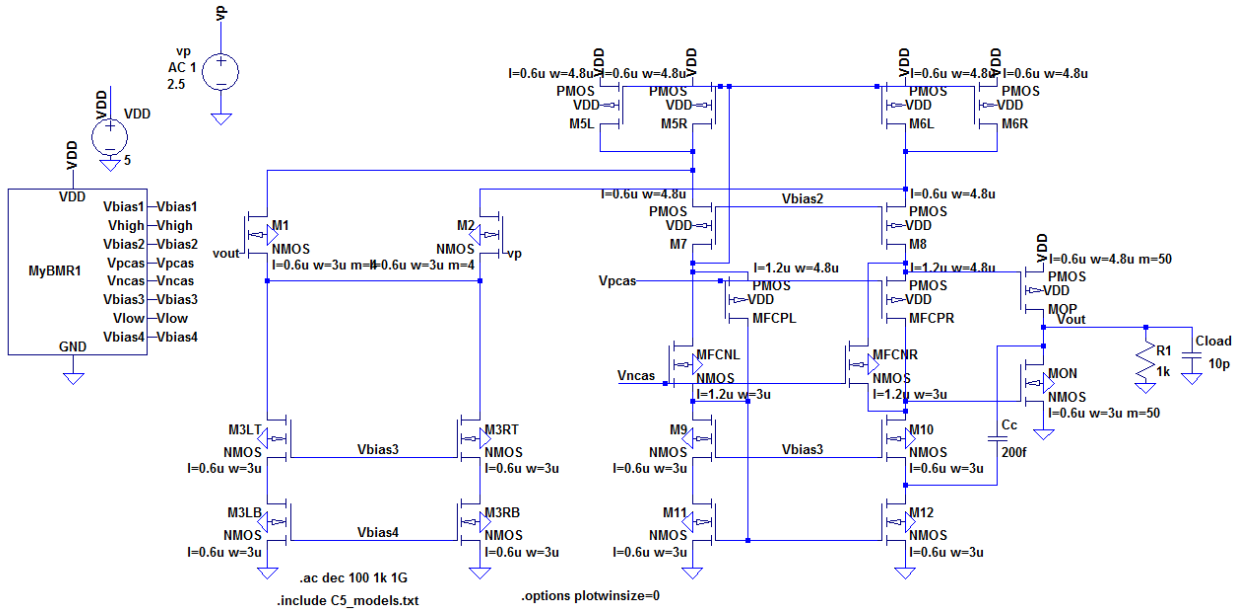 vp
vp
AC 1
2.5
VDD
VDD
5
VDD
VDD
Vbias1
Vbias1
Vhigh
Vhigh
Vbias2
Vbias2
Vpcas
Vpcas
Vncas
Vncas
Vbias3
Vbias3
Vlow
Vlow
Vbias4
Vbias4
MyBMR1
GND
VDD
VDD
VDD
VDD
l=0.6u w=4.8u
l=0.6u w=4.8u
l=0.6u w=4.8u
l=0.6u w=4.8u
PMOS
PMOS
PMOS
PMOS
VDD
VDD
VDD
VDD
M5L
M5R
M6L
M6R
l=0.6u w=4.8u
Vbias2
l=0.6u w=4.8u
PMOS
PMOS
VDD
VDD
M7
M8
M1
M2
NMOS
NMOS
vout
vp
l=0.6u w=3u m=4
l=0.6u w=3u m=4
l=1.2u w=4.8u
l=1.2u w=4.8u
Vpcas
PMOS
PMOS
VDD
VDD
MFCPL
MFCPR
VDD
l=0.6u w=4.8u m=50
PMOS
VDD
MOP
Vout
R1
1k
Cload
10p
MFCNL
MFCNR
Vncas
NMOS
NMOS
l=1.2u w=3u
l=1.2u w=3u
MON
NMOS
l=0.6u w=3u m=50
Cc
200f
M3LT
M3RT
Vbias3
NMOS
NMOS
l=0.6u w=3u
l=0.6u w=3u
M9
M10
Vbias3
NMOS
NMOS
l=0.6u w=3u
l=0.6u w=3u
M3LB
M3RB
Vbias4
NMOS
NMOS
l=0.6u w=3u
l=0.6u w=3u
M11
M12
NMOS
NMOS
l=0.6u w=3u
l=0.6u w=3u
.ac dec 100 1k 1G
.include C5_models.txt
.options plotwinsize=0